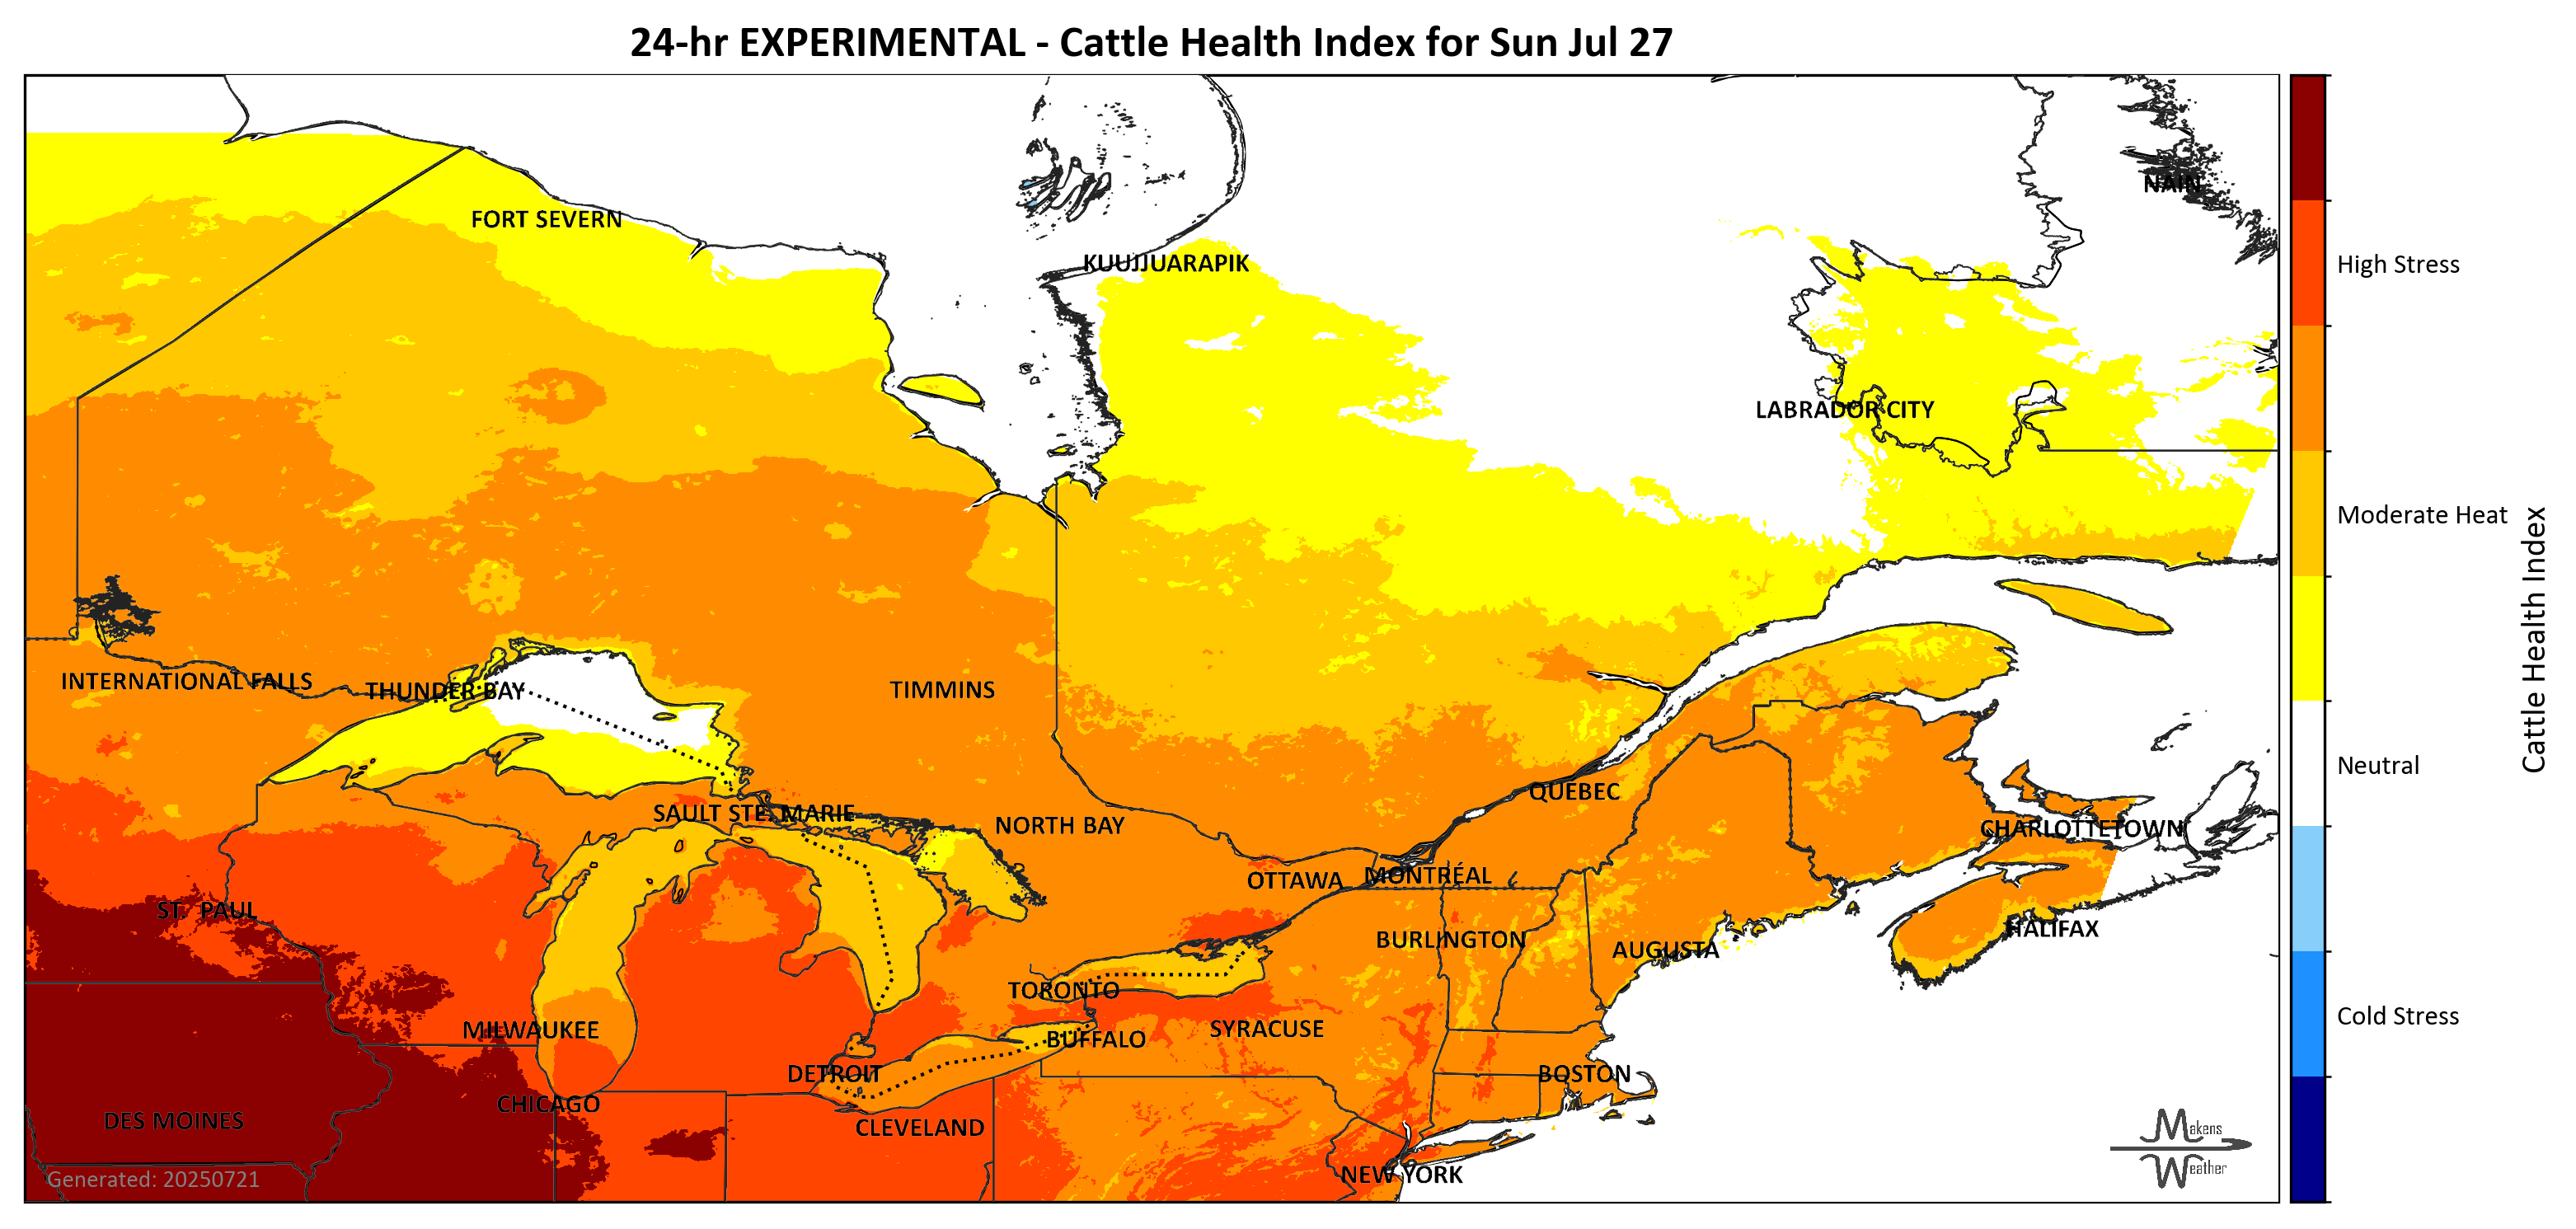 24-hr EXPERIMENTAL - Cattle Health Index for Sun Jul 27
NAIN
FORT SEVERN
KUUJJUARAPIK
High Stress
LABRADOR CITY
Moderate Heat
Cattle Health Index
INTERNATIONAL FALLS
THUNDER BAY
TIMMINS
Neutral
QUEBEC
SAULT STE. MARIE
NORTH BAY
CHARLOTTETOWN
OTTAWA
MONTRÉAL
ST. PAUL
HALIFAX
BURLINGTON
AUGUSTA
TORONTO
Cold Stress
MILWAUKEE
SYRACUSE
BUFFALO
DETROIT
BOSTON
CHICAGO
DES MOINES
CLEVELAND
Makens
Weather
NEW YORK
Generated: 20250721